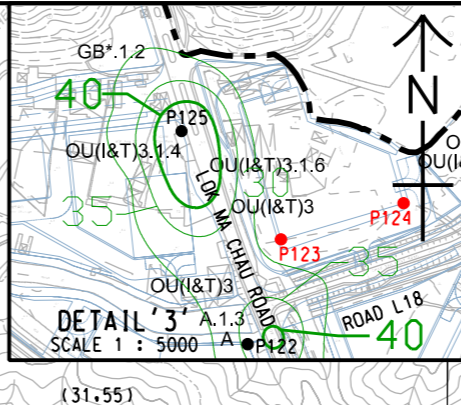 GB*.1.2
N
40
P125
OU(I&T)3.1.4
OU(I&T)3.1.6
30
35
OU(I&T)3
P124
LOK MA CHAU ROAD
P123
35
OU(I&T)3
DETAIL '3'
A.1.3
ROAD L18
SCALE 1 : 5000
A
P122
40
(31.55)